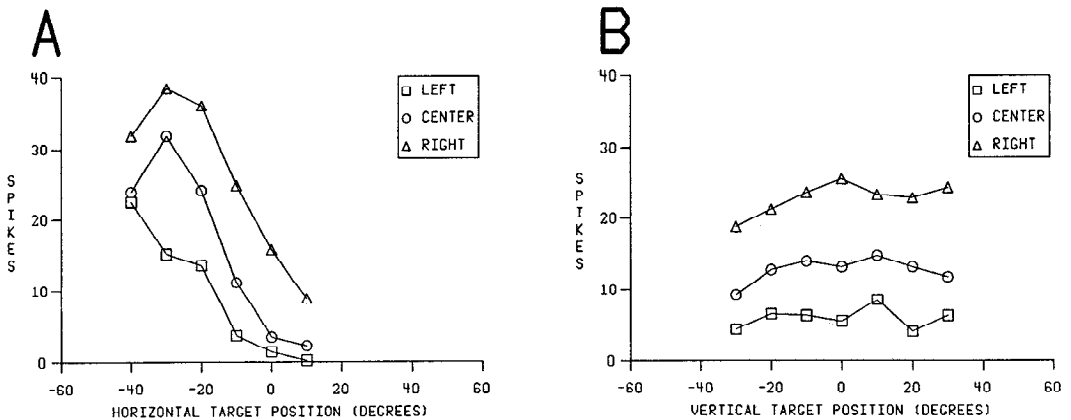 A
40
30
20
10
0
SPIKES
-60
-40
-20
0
20
40
60
HORIZONTAL TARGET POSITION (DEGREES)
LEFT
CENTER
RIGHT
B
40
30
20
10
0
SPIKES
-60
-40
-20
0
20
40
60
VERTICAL TARGET POSITION (DEGREES)
LEFT
CENTER
RIGHT